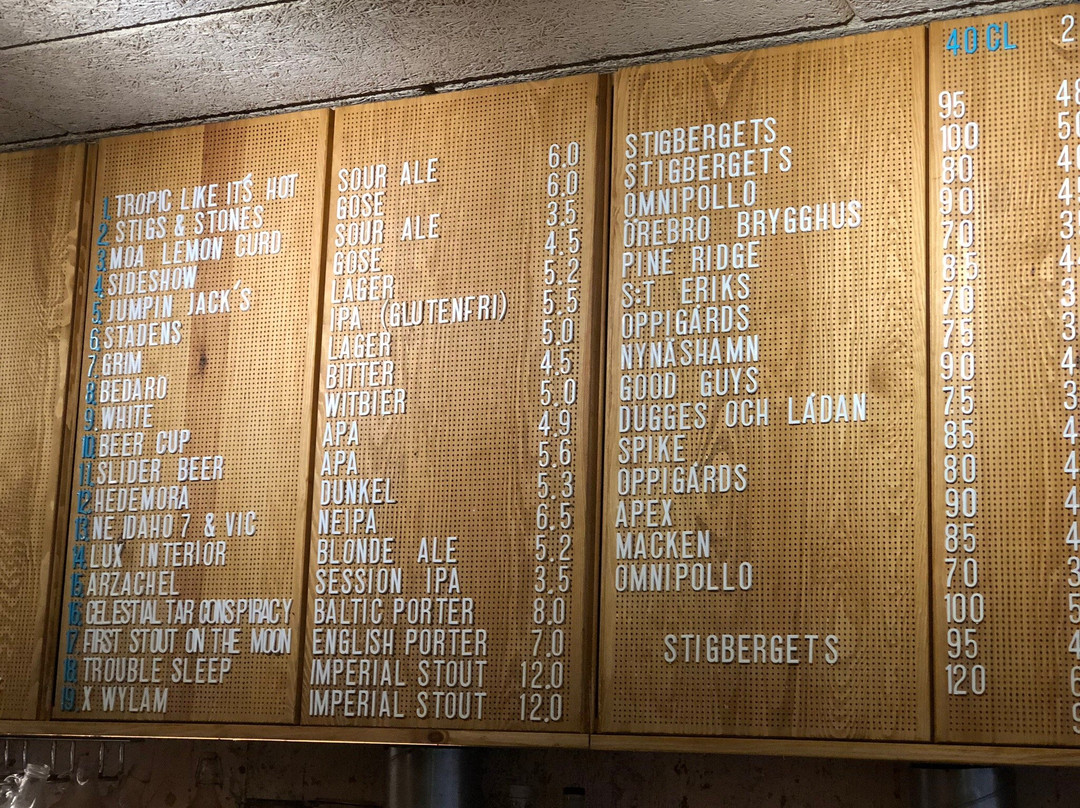 40 CL
1. TROPIC LIKE IT'S HOT SOUR ALE 6.0 STIGBERGETS 95
2. STIGS & STONES GOSE 6.0 STIGBERGETS 100
3. MOA LEMON CURD SOUR ALE 3.5 OMNIPOLLO 80
4. SIDESHOW GOSE 4.5 ÖREBRO BRYGGHUS 90
5. JUMPIN JACK'S LAGER 5.2 PINE RIDGE 70
6. STADENS IPA (GLUTENFRI) 5.5 S:T ERIKS 85
7. GRIM LAGER 5.0 OPPIGÅRDS 70
8. BEDARÖ BITTER 4.5 NYNÄSHAMN 75
9. WHITE WITBIER 5.0 GOOD GUYS 90
10. BEER CUP APA 4.9 DUGGES OCH LÅDAN 75
11. SLIDER BEER APA 5.6 SPIKE 85
12. HEDEMORA DUNKEL 5.3 OPPIGÅRDS 80
13. NE IDAHO 7 & VIC NEIPA 6.5 APEX 90
14. LUX INTERIOR BLONDE ALE 5.2 MACKEN 85
15. ARZACHEL SESSION IPA 3.5 OMNIPOLLO 70
16. CELESTIAL TAR CONSPIRACY BALTIC PORTER 8.0 100
17. FIRST STOUT ON THE MOON ENGLISH PORTER 7.0 STIGBERGETS 95
18. TROUBLE SLEEP IMPERIAL STOUT 12.0 120
19. X WYLAM IMPERIAL STOUT 12.0